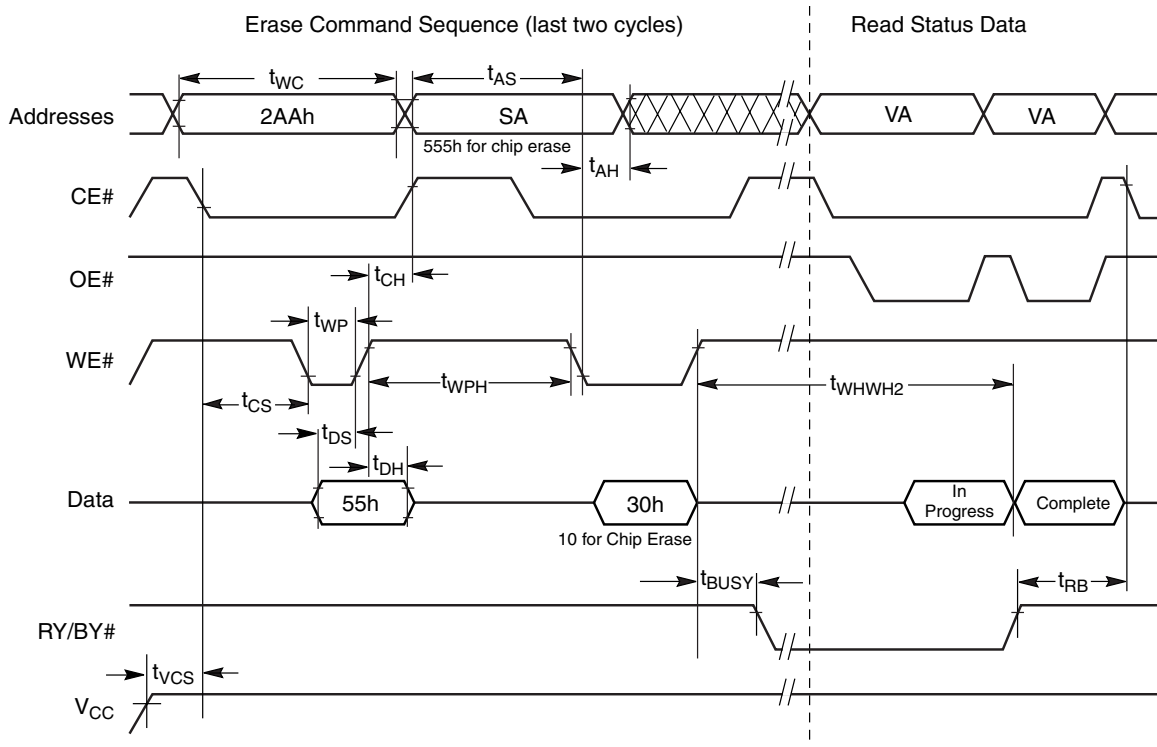 Erase Command Sequence (last two cycles)
Read Status Data
tWC
tAS
Addresses
2AAh
SA
VA
VA
555h for chip erase
tAH
CE#
OE#
tCH
tWP
WE#
tWPH
tWHWH2
tCS
tDS
tDH
Data
55h
30h
In
Progress
Complete
10 for Chip Erase
tBUSY
tRB
RY/BY#
tVCS
VCC